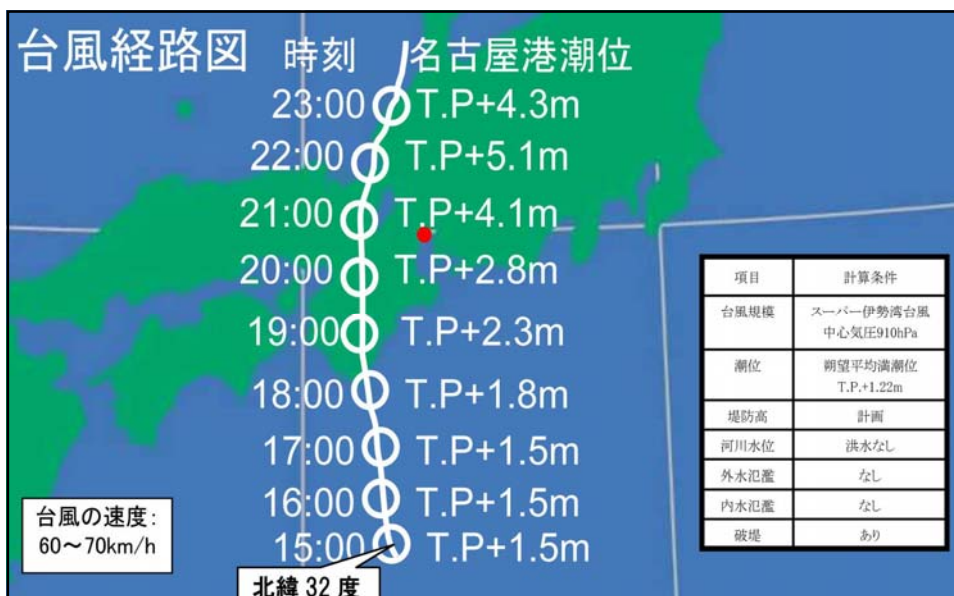 台風経路図 時刻 名古屋港潮位
23:00 T.P+4.3m
22:00 T.P+5.1m
21:00 T.P+4.1m
20:00 T.P+2.8m
19:00 T.P+2.3m
18:00 T.P+1.8m
17:00 T.P+1.5m
16:00 T.P+1.5m
15:00 T.P+1.5m
北緯 32 度
台風の速度:
60～70km/h
項目 計算条件
台風規模 スーパー伊勢湾台風
中心気圧910hPa
潮位 朔望平均満潮位
T.P.+1.22m
堤防高 計画
河川水位 洪水なし
外水氾濫 なし
内水氾濫 なし
破堤 あり